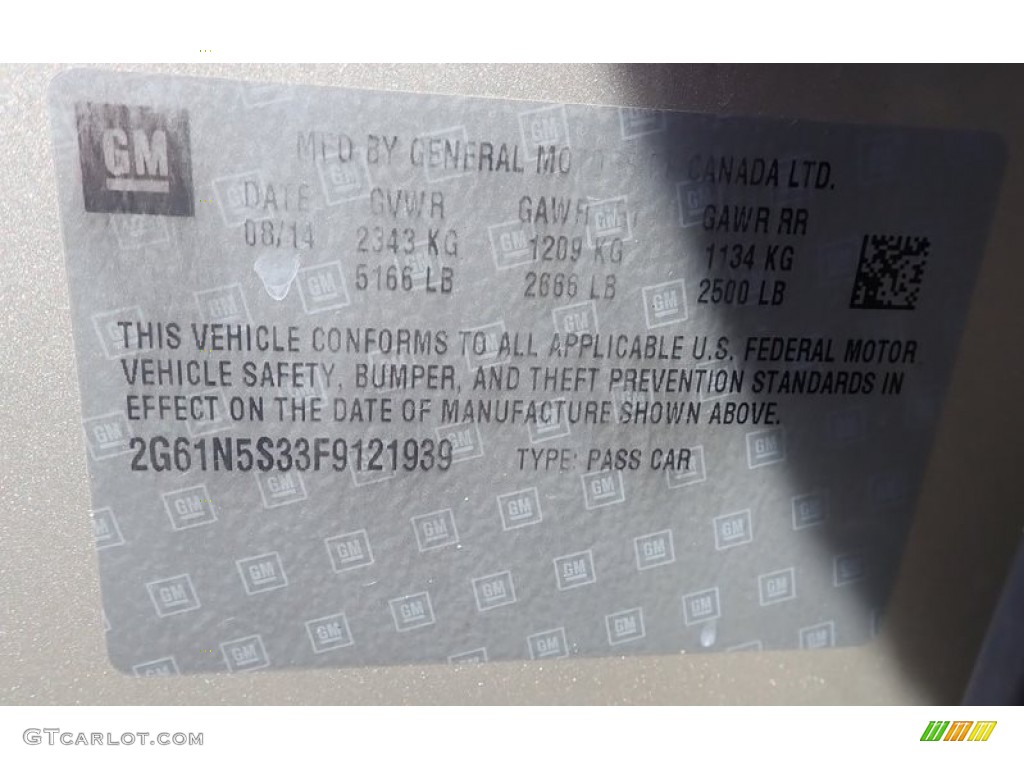 GM
MFD BY GENERAL MOTORS OF CANADA LTD.
DATE GVWR GAWR GAWR RR
08/14 2343 KG 1209 KG 1134 KG
5166 LB 2666 LB 2500 LB
THIS VEHICLE CONFORMS TO ALL APPLICABLE U.S. FEDERAL MOTOR
VEHICLE SAFETY, BUMPER, AND THEFT PREVENTION STANDARDS IN
EFFECT ON THE DATE OF MANUFACTURE SHOWN ABOVE.
2G61N5S33F9121939 TYPE: PASS CAR
GTCARLOT.COM